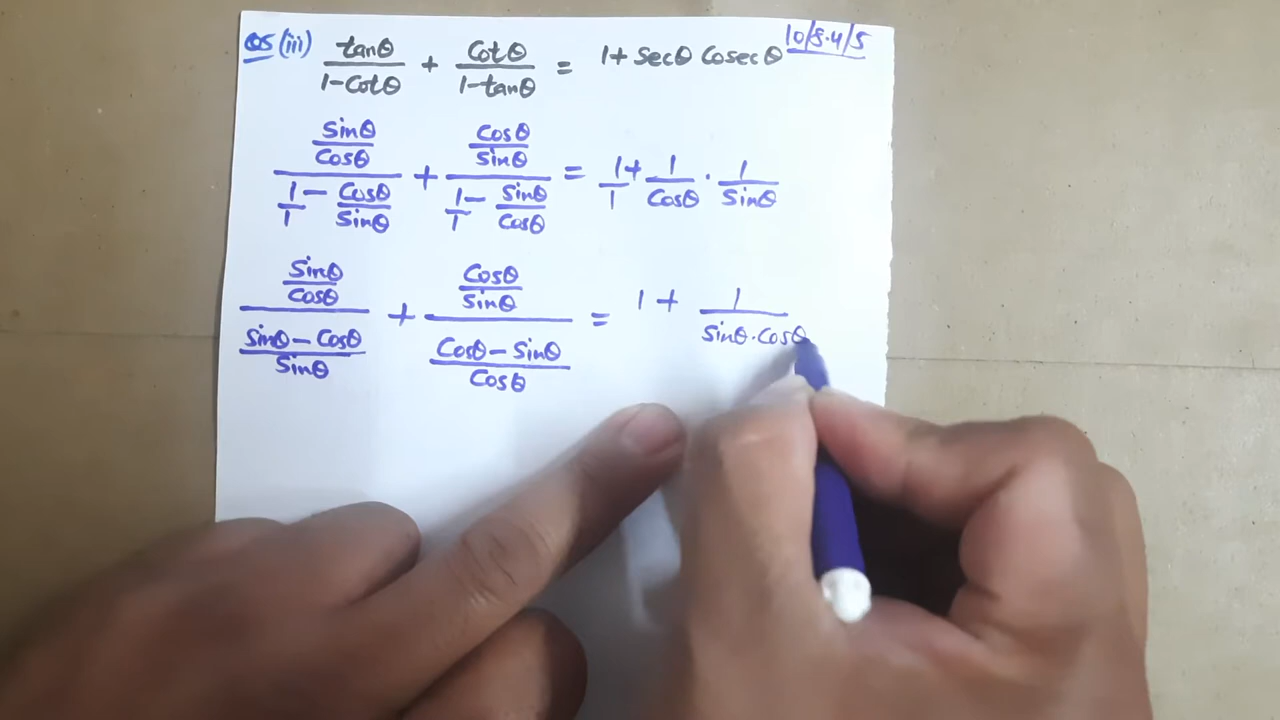 Q5 (iii) tanθ/(1-Cotθ) + Cotθ/(1-tanθ) = 1+ Secθ Cosecθ 10/8.4/5
(Sinθ/Cosθ)/(1/1 - Cosθ/Sinθ) + (Cosθ/Sinθ)/(1/1 - Sinθ/Cosθ) = 1/1 + 1/Cosθ · 1/Sinθ
(Sinθ/Cosθ)/((Sinθ - Cosθ)/Sinθ) + (Cosθ/Sinθ)/((Cosθ - Sinθ)/Cosθ) = 1 + 1/(Sinθ·Cosθ)